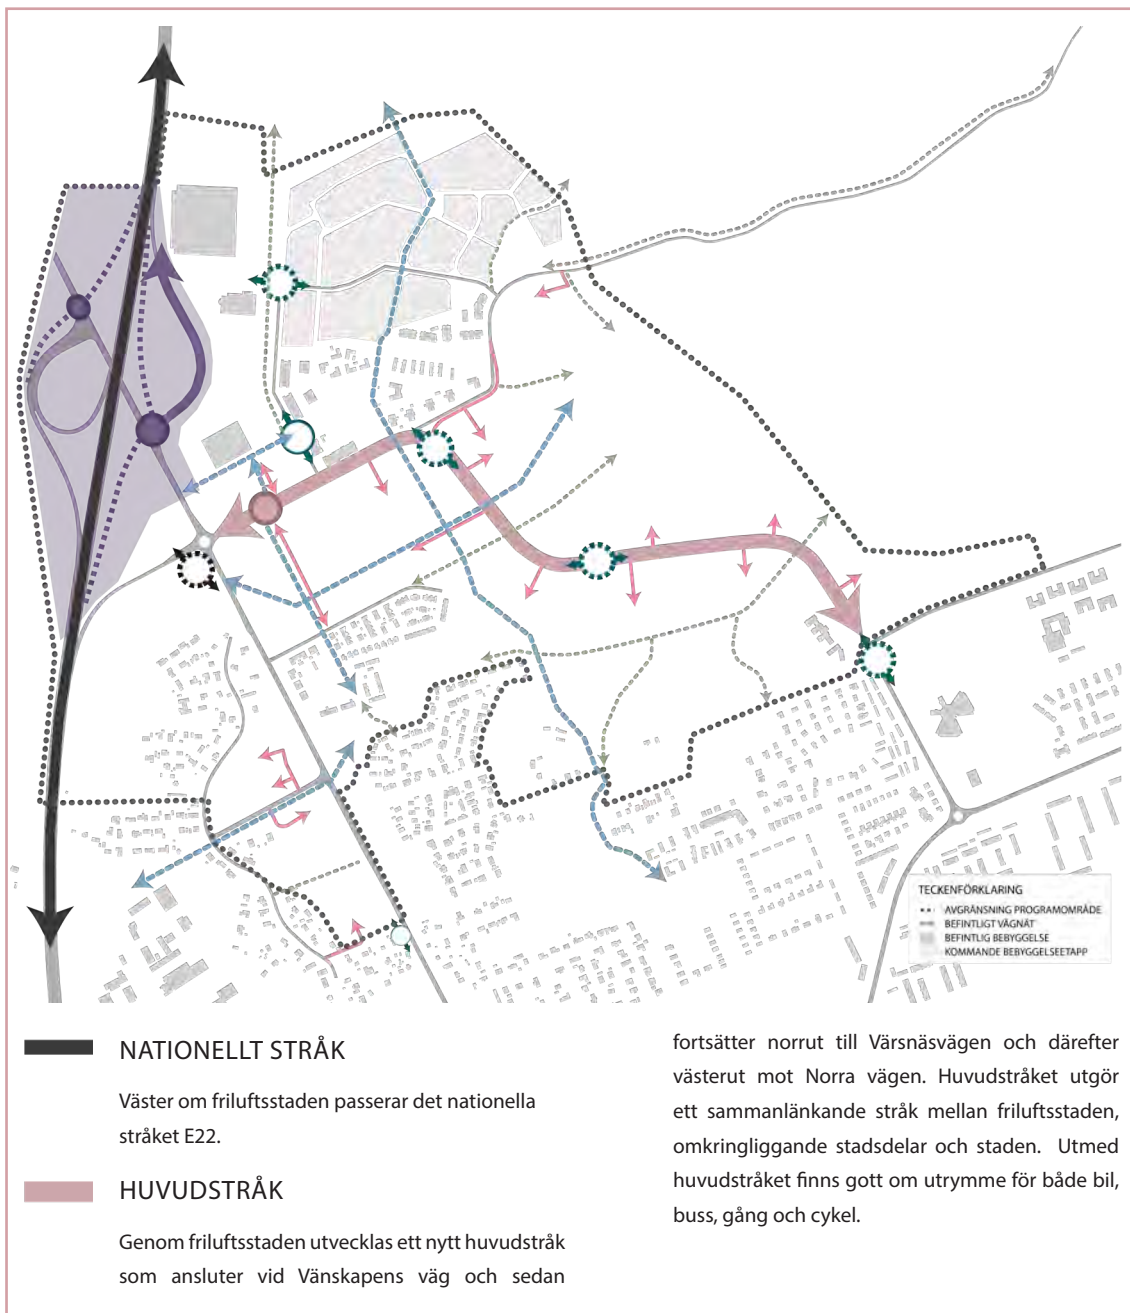 TECKENFÖRKLARING
AVGRÄNSNING PROGRAMOMRÅDE
BEFINTLIGT VÄGNÄT
BEFINTLIG BEBYGGELSE
KOMMANDE BEBYGGELSEETAPP
NATIONELLT STRÅK
Väster om friluftsstaden passerar det nationella
stråket E22.
HUVUDSTRÅK
Genom friluftsstaden utvecklas ett nytt huvudstråk
som ansluter vid Vänskapens väg och sedan
fortsätter norrut till Värsnäsvägen och därefter
västerut mot Norra vägen. Huvudstråket utgör
ett sammanlänkande stråk mellan friluftsstaden,
omkringliggande stadsdelar och staden. Utmed
huvudstråket finns gott om utrymme för både bil,
buss, gång och cykel.